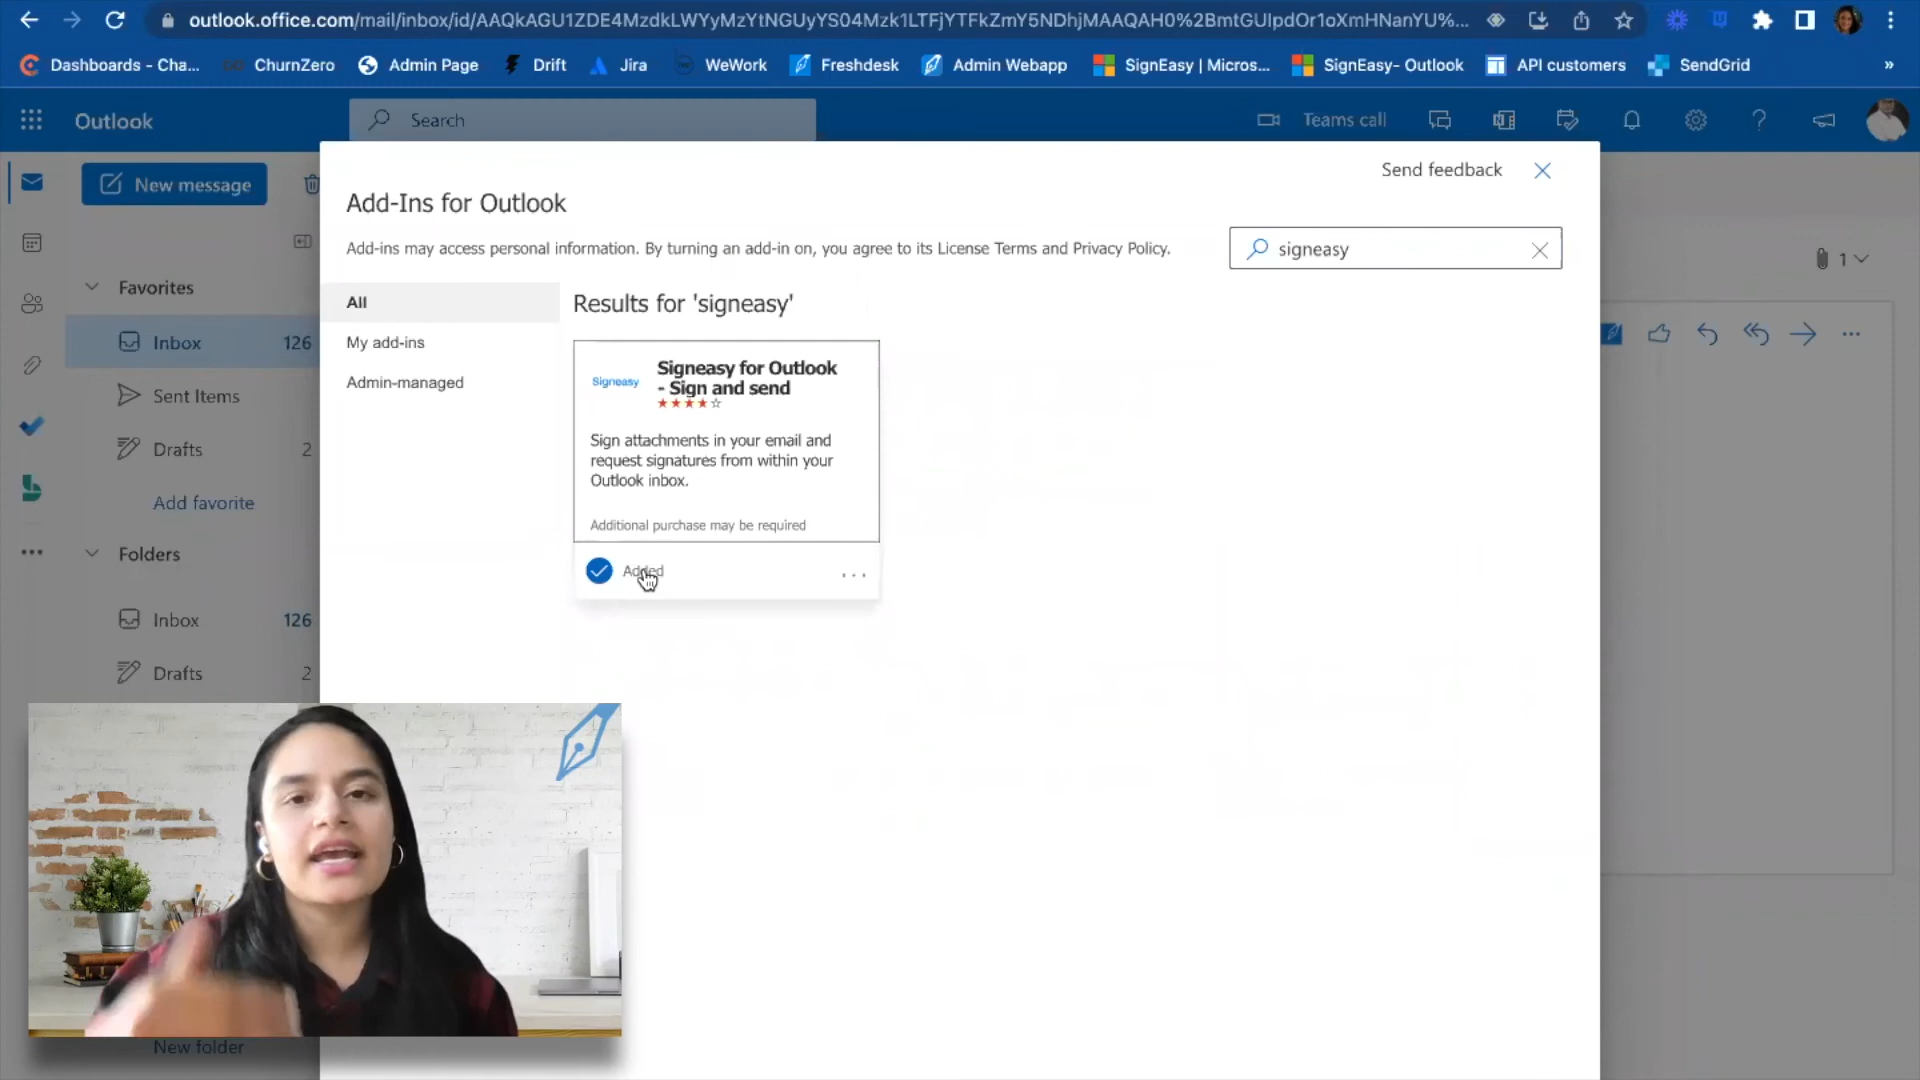 outlook.office.com/mail/inbox/id/AAQkAGU1ZDE4MzdkLWYyMzYtNGUyYS04Mzk1LTFjYTFkZmY5NDhjMAAQAH0%2BmtGUlpdOr1oXmHNanYU%...
Dashboards - Cha...
ChurnZero
Admin Page
Drift
Jira
WeWork
Freshdesk
Admin Webapp
SignEasy | Micros...
SignEasy- Outlook
API customers
SendGrid
»
Outlook
Search
Teams call
New message
Send feedback
Add-Ins for Outlook
Add-ins may access personal information. By turning an add-in on, you agree to its License Terms and Privacy Policy.
signeasy
1
Favorites
Inbox 126
Sent Items
Drafts 2
Add favorite
Folders
Inbox 126
Drafts 2
New folder
All
My add-ins
Admin-managed
Results for 'signeasy'
Signeasy
Signeasy for Outlook
- Sign and send
Sign attachments in your email and
request signatures from within your
Outlook inbox.
Additional purchase may be required
Added